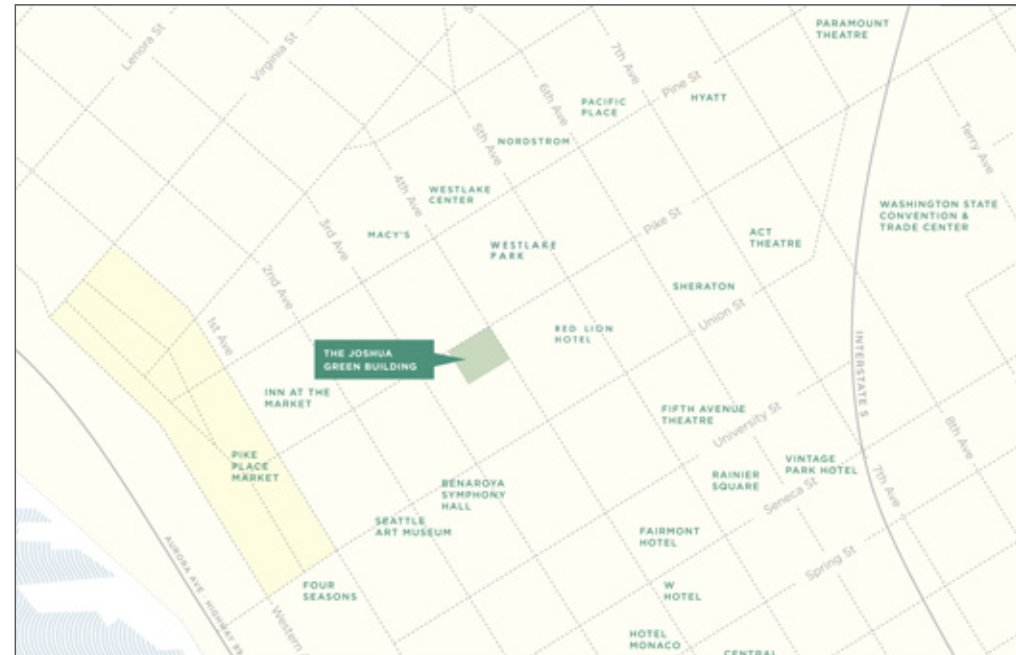 PARAMOUNT
THEATRE
Lenora St
Virginia St
7th Ave
6th Ave
Pine St
HYATT
PACIFIC
PLACE
5th Ave
NORDSTROM
Terry Ave
4th Ave
WESTLAKE
CENTER
WASHINGTON STATE
CONVENTION &
TRADE CENTER
3rd Ave
MACY'S
Pike St
ACT
THEATRE
WESTLAKE
PARK
2nd Ave
SHERATON
Union St
1st Ave
RED LION
HOTEL
THE JOSHUA
GREEN BUILDING
INTERSTATE 5
INN AT THE
MARKET
FIFTH AVENUE
THEATRE
University St
8th Ave
PIKE
PLACE
MARKET
VINTAGE
PARK HOTEL
RAINIER
SQUARE
7th Ave
BENAROYA
SYMPHONY
HALL
Seneca St
SEATTLE
ART MUSEUM
FAIRMONT
HOTEL
Spring St
AURORA AVE - HIGHWAY 99
FOUR
SEASONS
W
HOTEL
Western
HOTEL
MONACO
CENTRAL